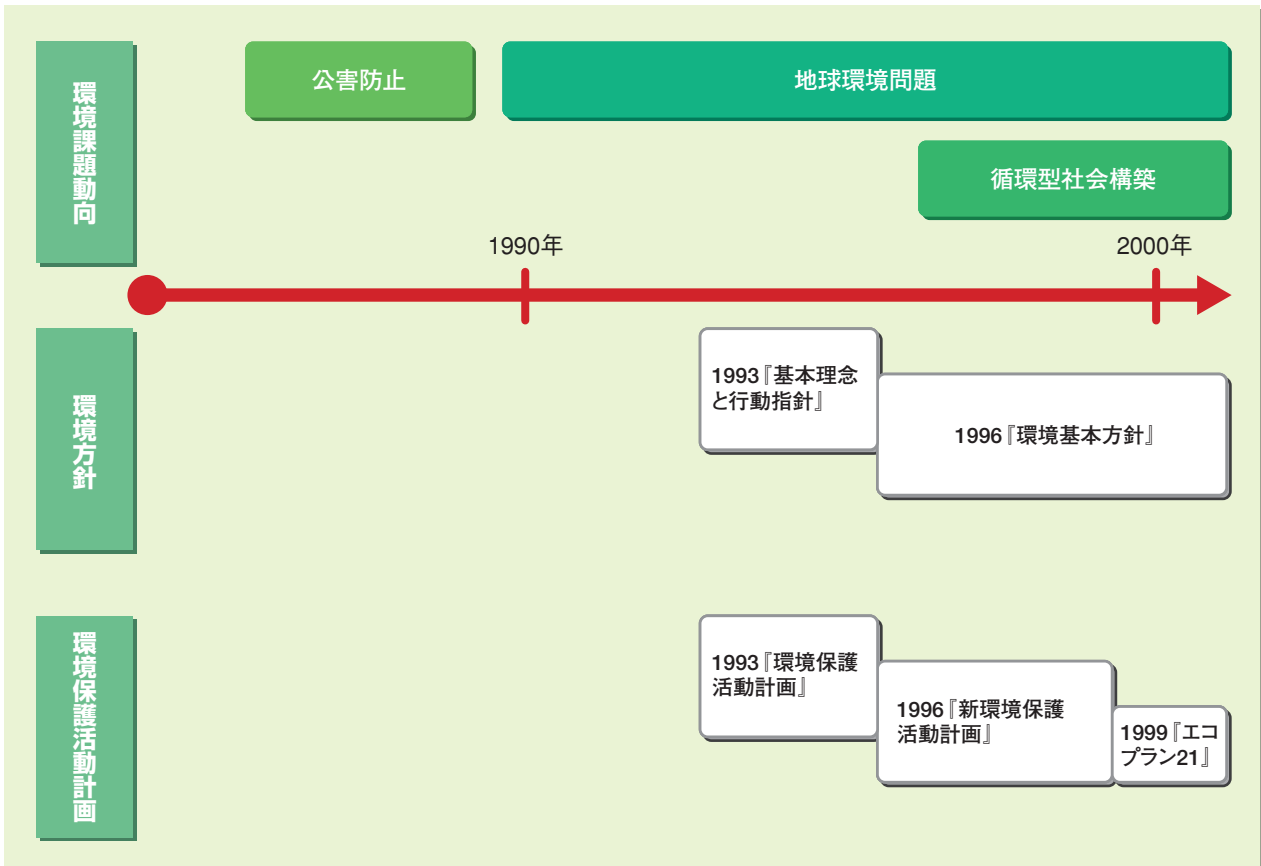 環境課題動向
公害防止
地球環境問題
循環型社会構築
1990年
2000年
環境方針
1993『基本理念
と行動指針』
1996『環境基本方針』
環境保護活動計画
1993『環境保護
活動計画』
1996『新環境保護
活動計画』
1999『エコ
プラン21』